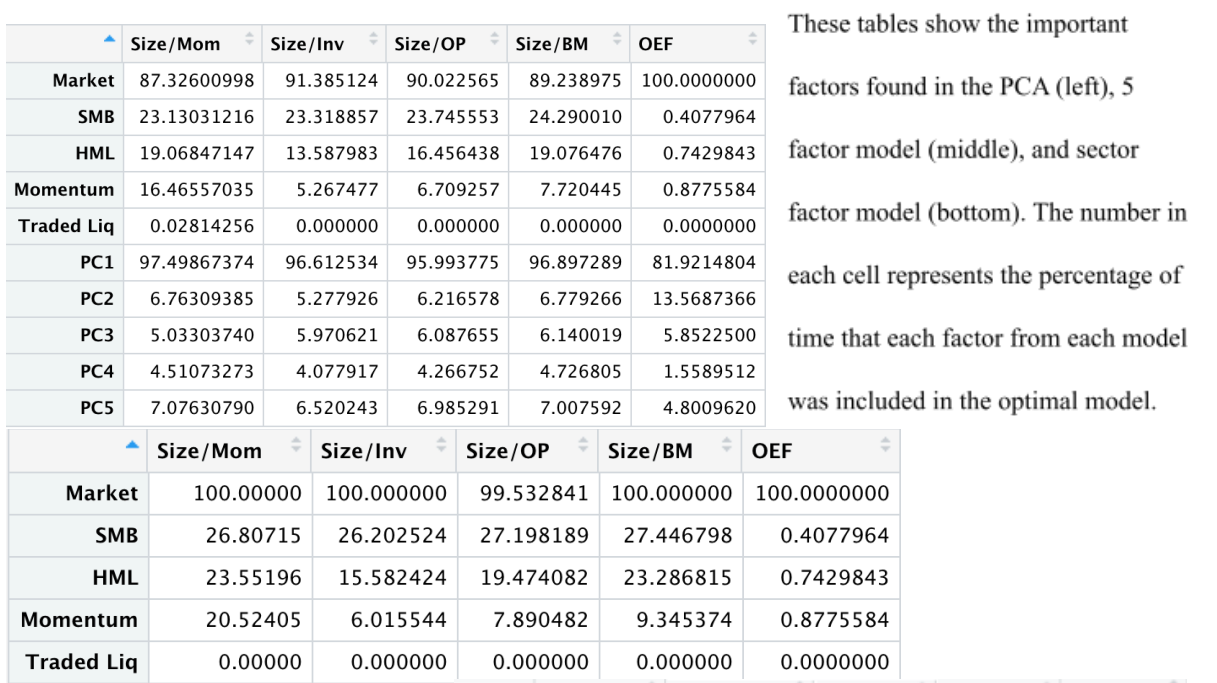 Size/Mom Size/Inv Size/OP Size/BM OEF
Market 87.32600998 91.385124 90.022565 89.238975 100.0000000
SMB 23.13031216 23.318857 23.745553 24.290010 0.4077964
HML 19.06847147 13.587983 16.456438 19.076476 0.7429843
Momentum 16.46557035 5.267477 6.709257 7.720445 0.8775584
Traded Liq 0.02814256 0.000000 0.000000 0.000000 0.0000000
PC1 97.49867374 96.612534 95.993775 96.897289 81.9214804
PC2 6.76309385 5.277926 6.216578 6.779266 13.5687366
PC3 5.03303740 5.970621 6.087655 6.140019 5.8522500
PC4 4.51073273 4.077917 4.266752 4.726805 1.5589512
PC5 7.07630790 6.520243 6.985291 7.007592 4.8009620
These tables show the important
factors found in the PCA (left), 5
factor model (middle), and sector
factor model (bottom). The number in
each cell represents the percentage of
time that each factor from each model
was included in the optimal model.
Size/Mom Size/Inv Size/OP Size/BM OEF
Market 100.00000 100.000000 99.532841 100.000000 100.0000000
SMB 26.80715 26.202524 27.198189 27.446798 0.4077964
HML 23.55196 15.582424 19.474082 23.286815 0.7429843
Momentum 20.52405 6.015544 7.890482 9.345374 0.8775584
Traded Liq 0.00000 0.000000 0.000000 0.000000 0.0000000